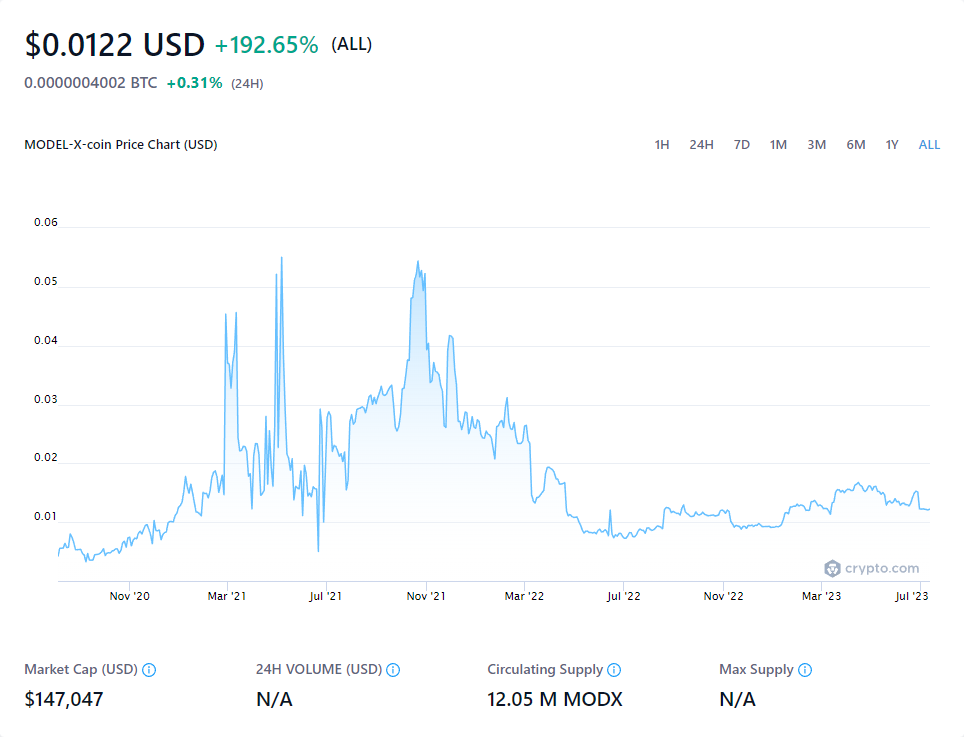 $0.0122 USD +192.65% (ALL)
0.0000004002 BTC +0.31% (24H)
MODEL-X-coin Price Chart (USD) 1H 24H 7D 1M 3M 6M 1Y ALL
0.06
0.05
0.04
0.03
0.02
0.01
crypto.com
Nov '20 Mar '21 Jul '21 Nov '21 Mar '22 Jul '22 Nov '22 Mar '23 Jul '23
Market Cap (USD) 24H VOLUME (USD) Circulating Supply Max Supply
$147,047 N/A 12.05 M MODX N/A